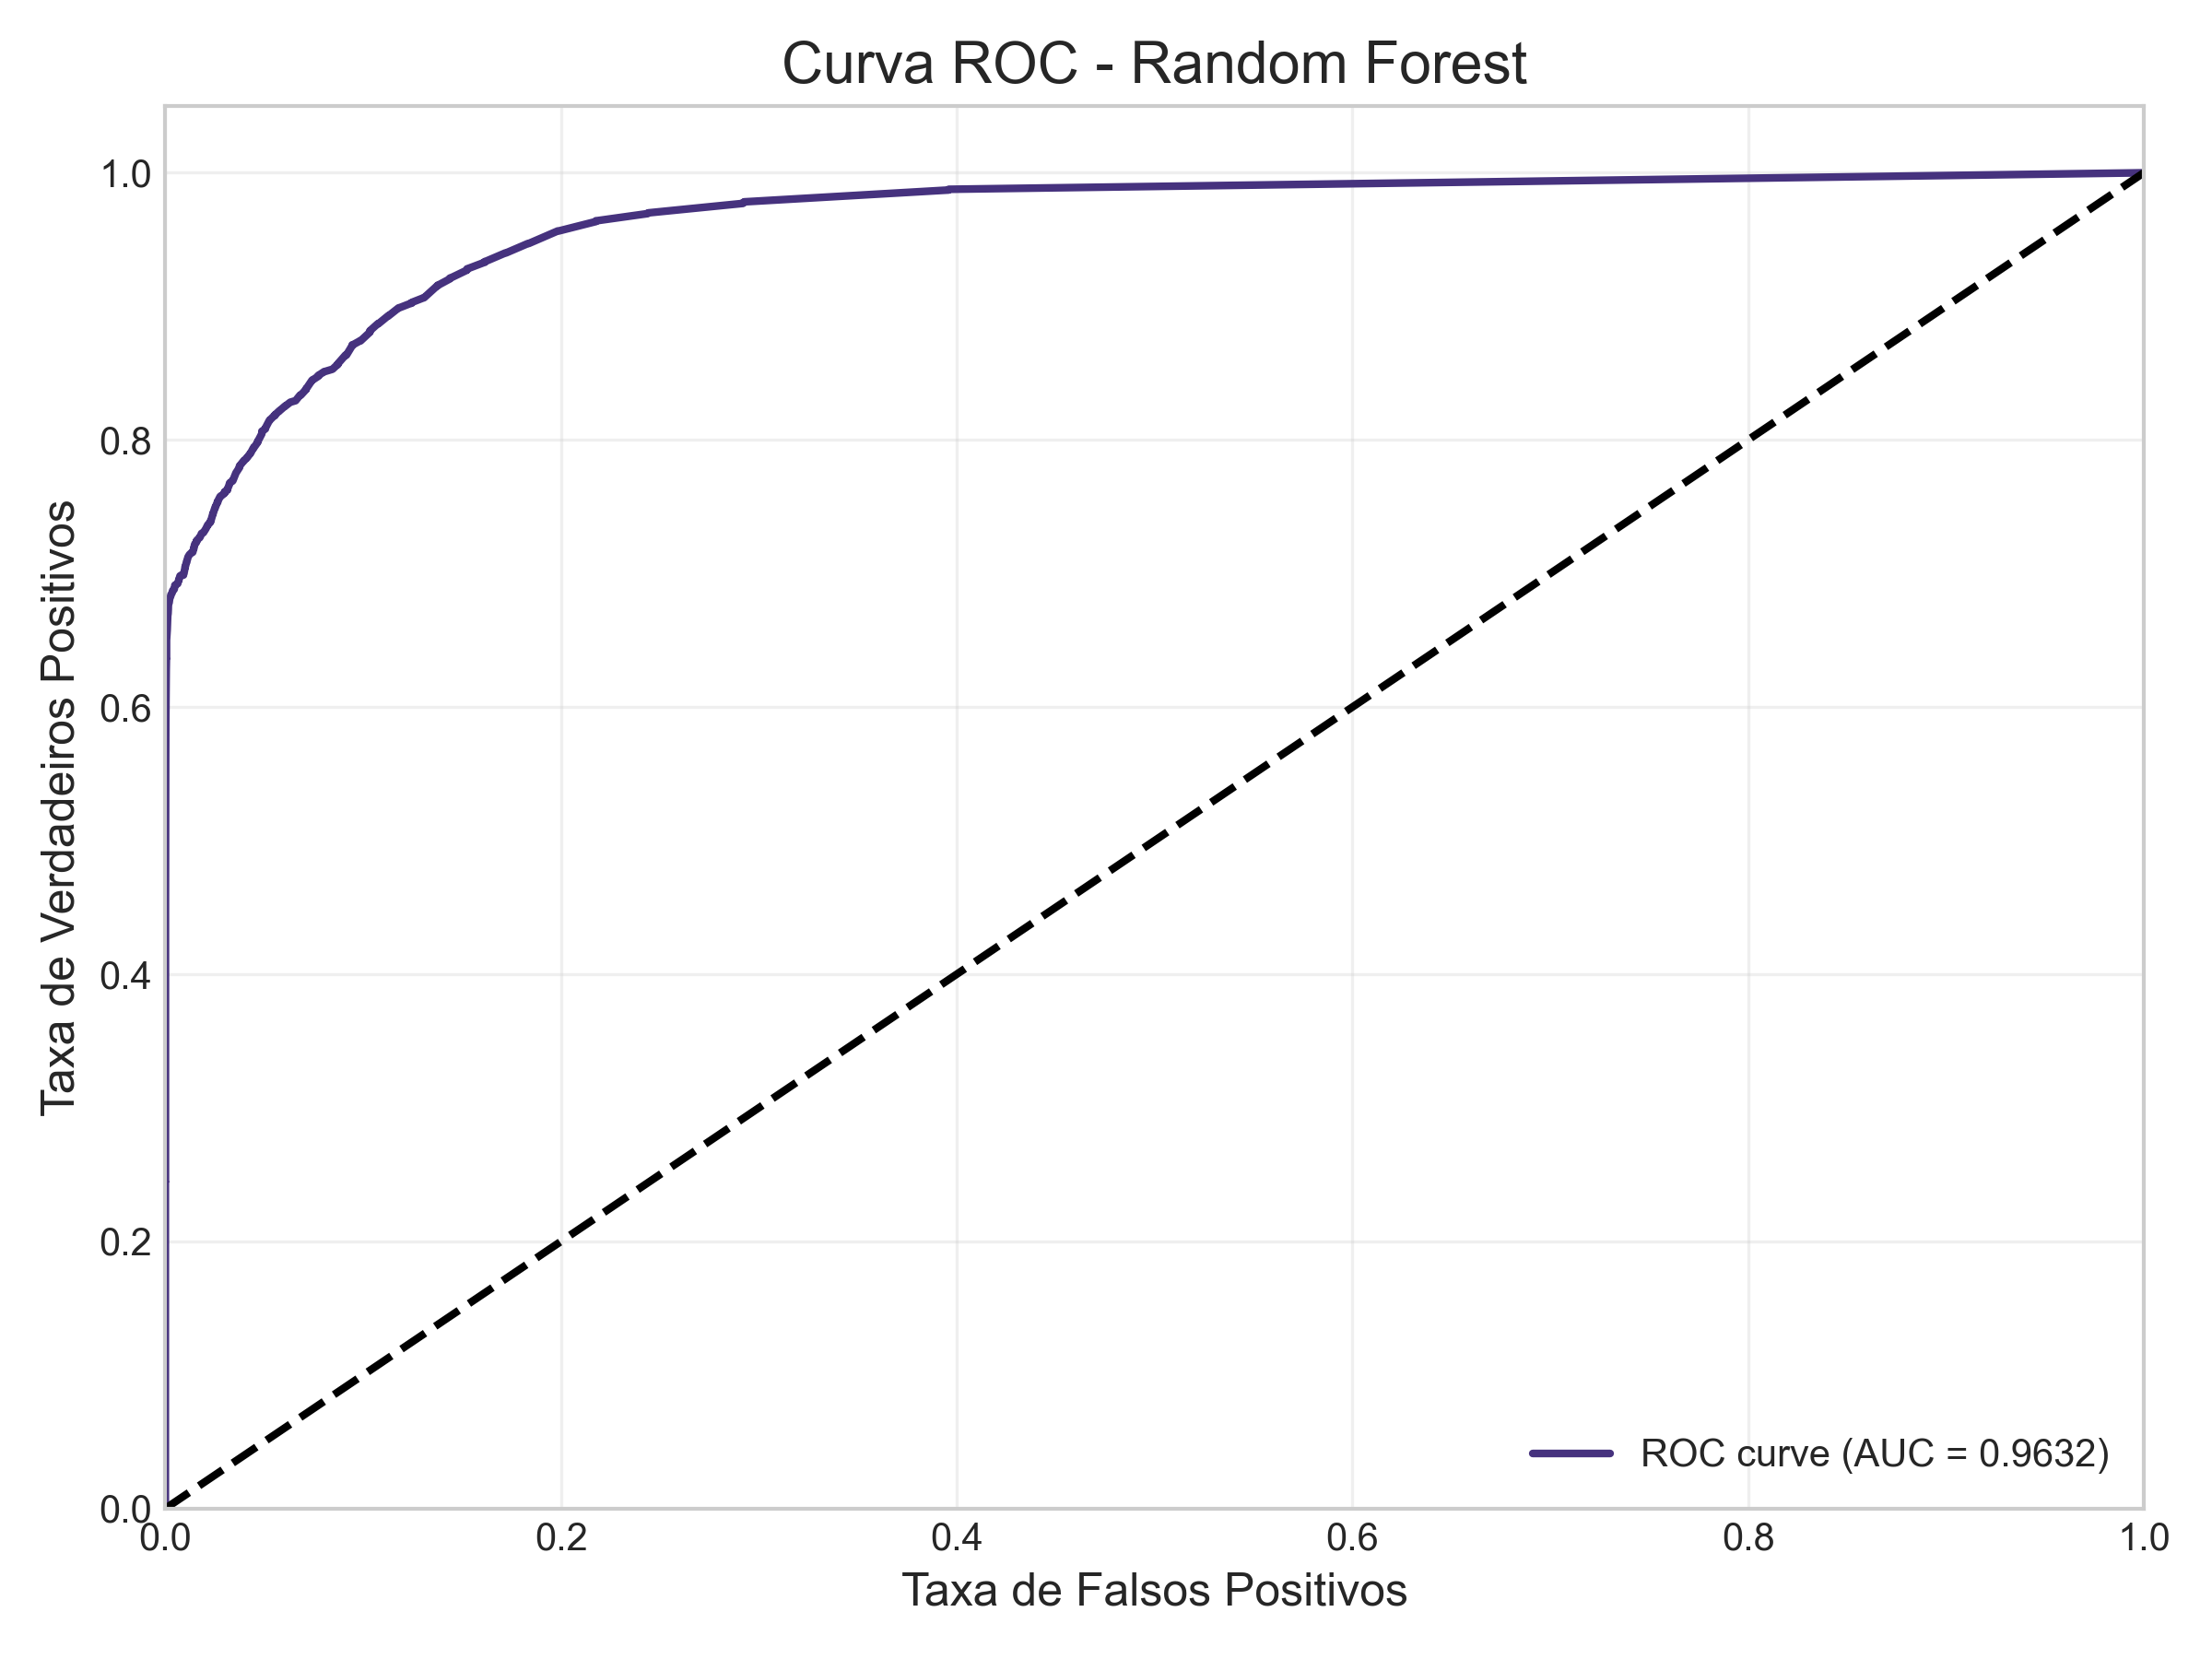 Curva ROC - Random Forest
1.0
0.8
0.6
0.4
0.2
0.0
Taxa de Verdadeiros Positivos
ROC curve (AUC = 0.9632)
0.0 0.2 0.4 0.6 0.8 1.0
Taxa de Falsos Positivos